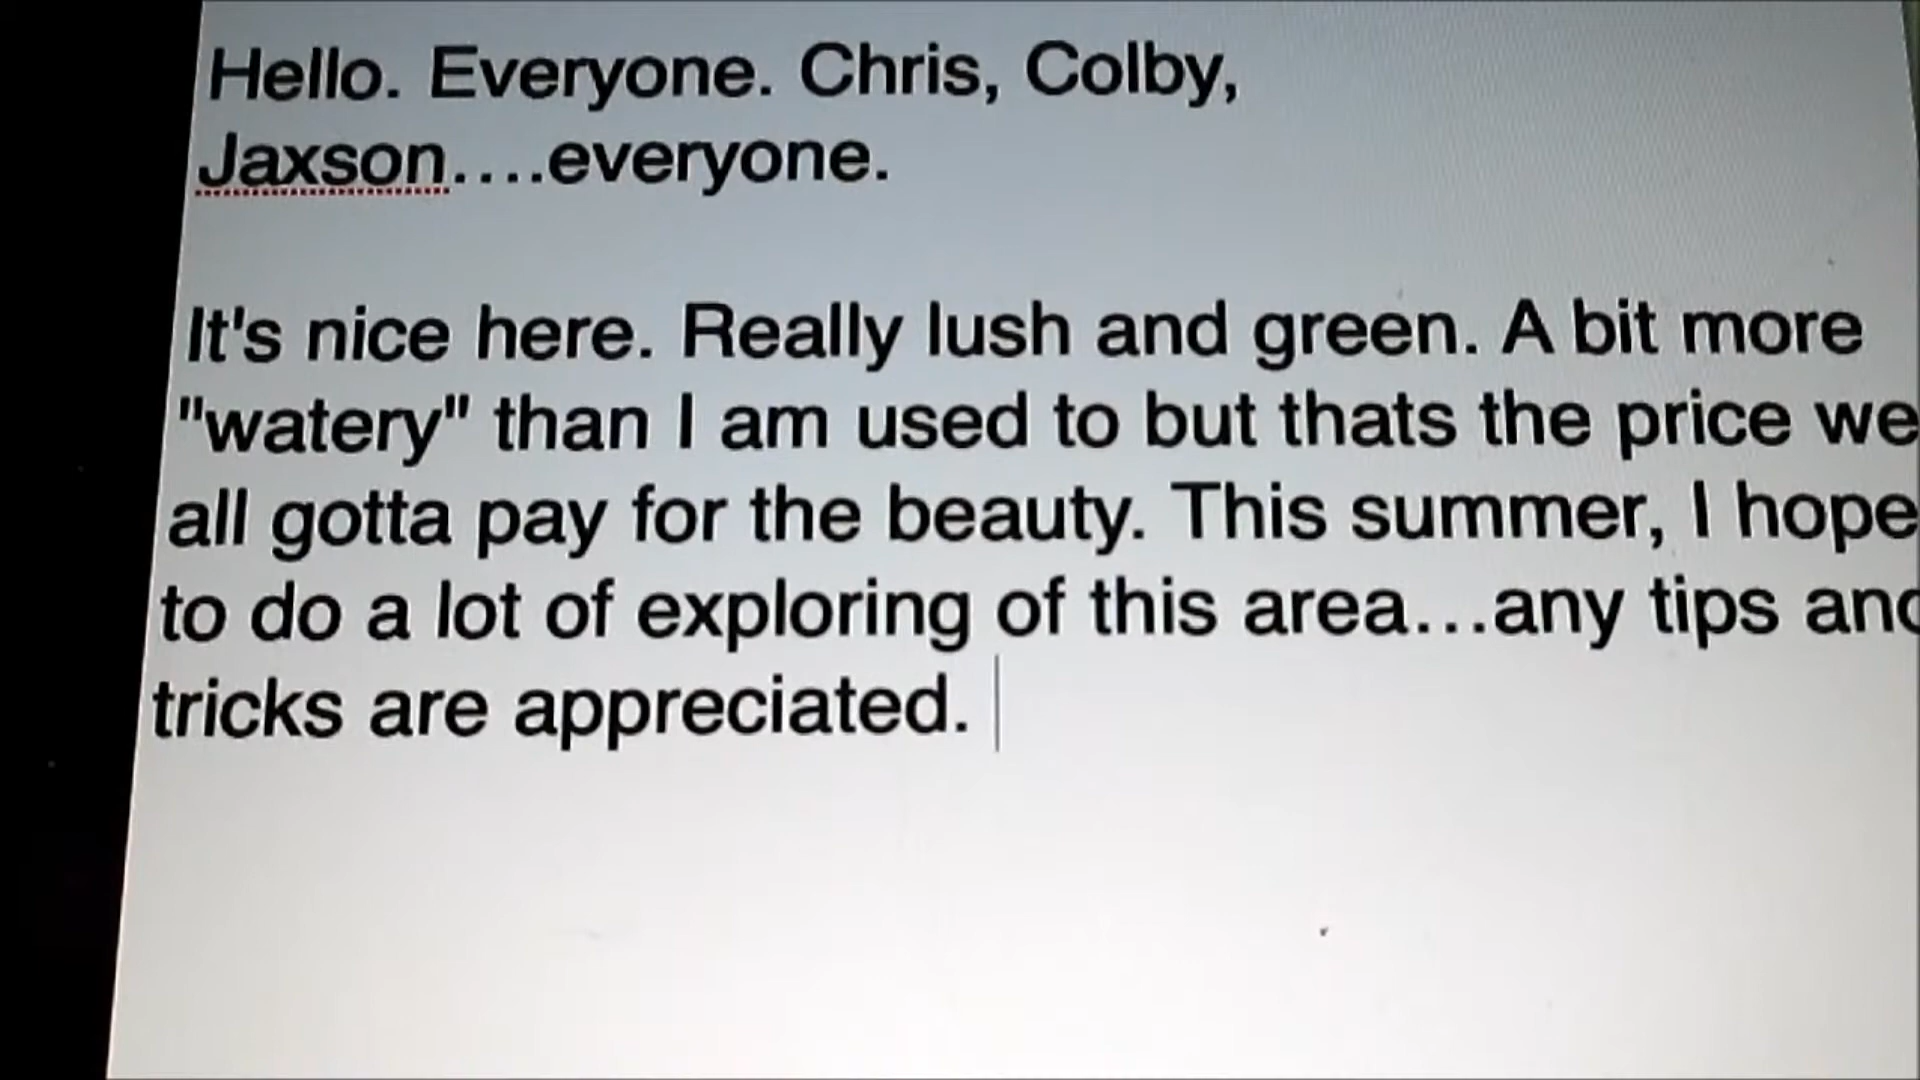 Hello. Everyone. Chris, Colby,
Jaxson....everyone.
It's nice here. Really lush and green. A bit more
"watery" than I am used to but thats the price we
all gotta pay for the beauty. This summer, I hope
to do a lot of exploring of this area...any tips and
tricks are appreciated.